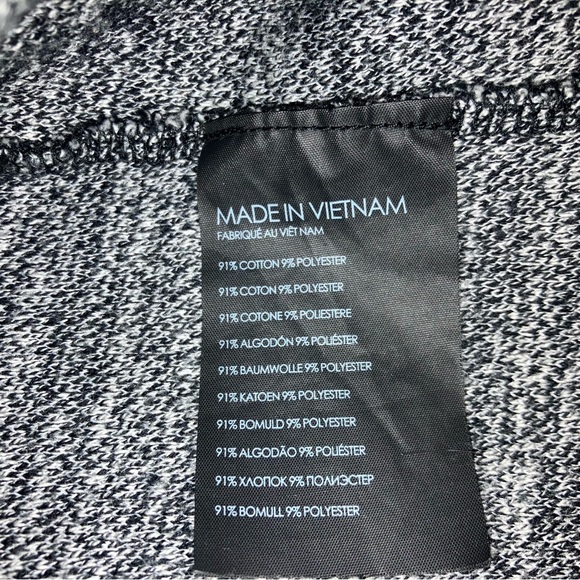 MADE IN VIETNAM
FABRIQUÉ AU VIÊT NAM
91% COTTON 9% POLYESTER
91% COTON 9% POLYESTER
91% COTONE 9% POLIESTERE
91% ALGODÓN 9% POLIÉSTER
91% BAUMWOLLE 9% POLYESTER
91% KATOEN 9% POLYESTER
91% BOMULD 9% POLYESTER
91% ALGODÃO 9% POLIÉSTER
91% ХЛОПОК 9% ПОЛИЭСТЕР
91% BOMULL 9% POLYESTER